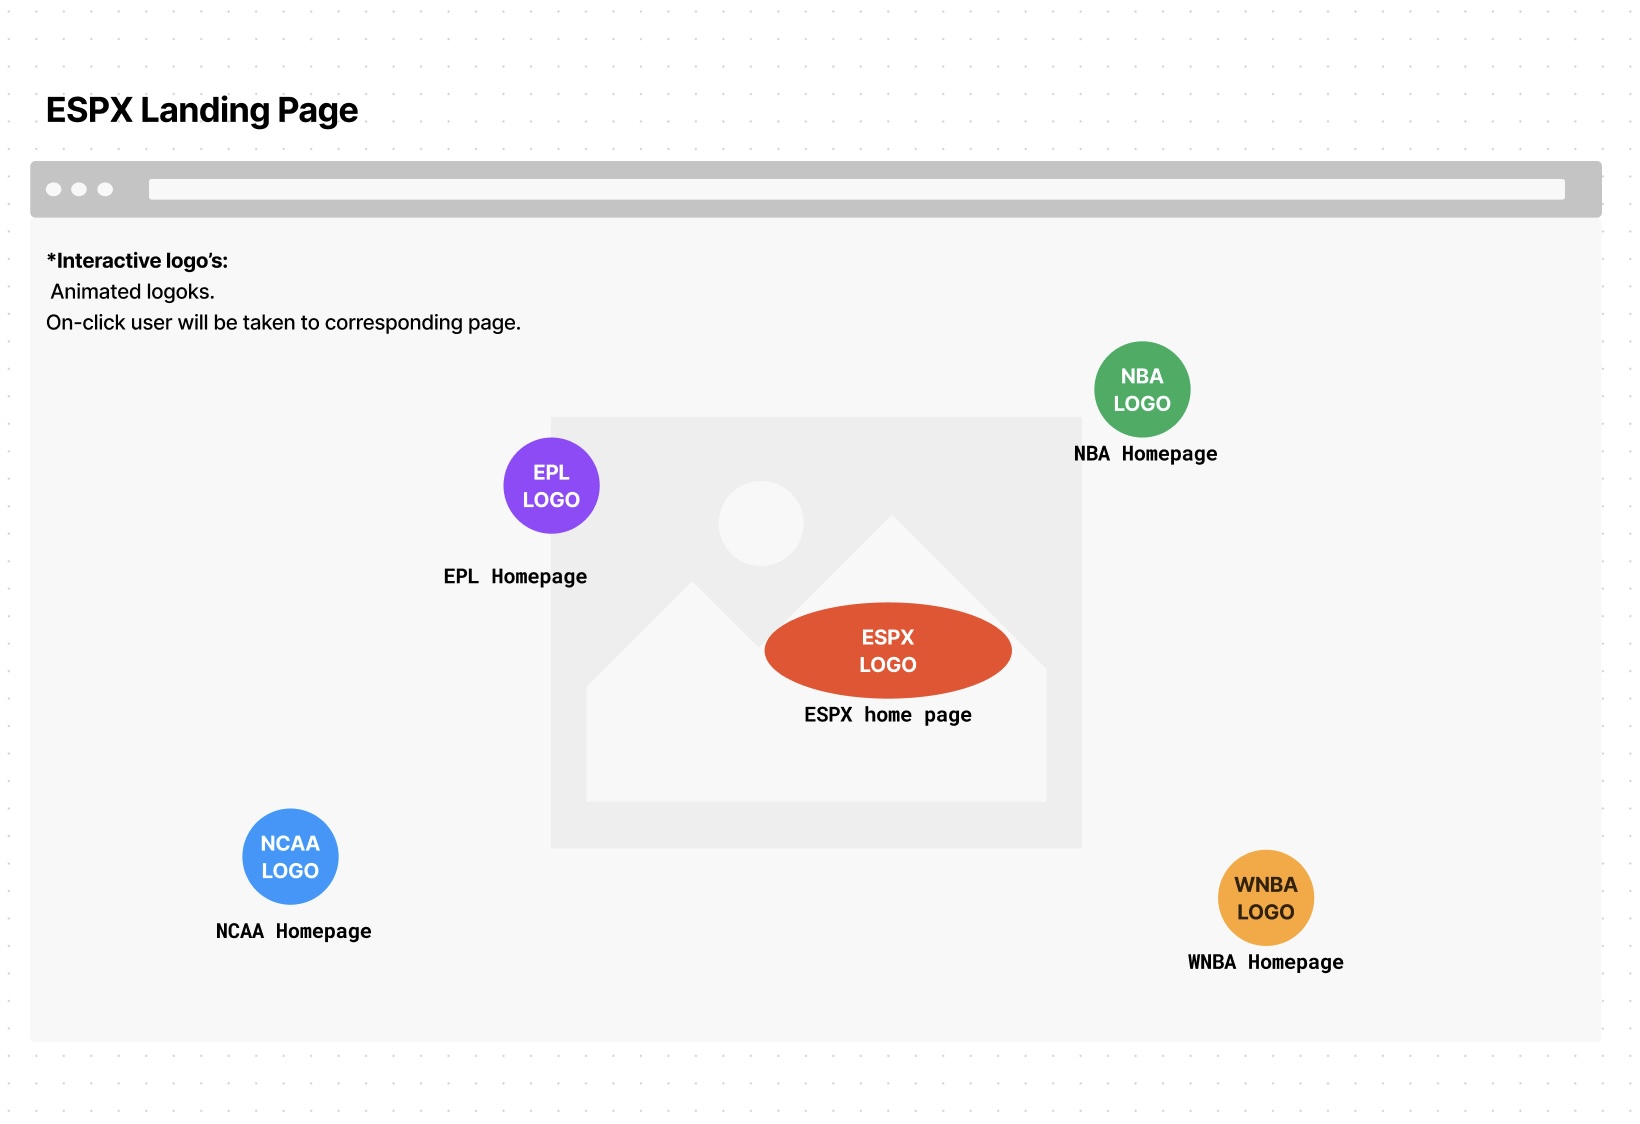 ESPX Landing Page
*Interactive logo’s:
Animated logoks.
On-click user will be taken to corresponding page.
NBA
LOGO
NBA Homepage
EPL
LOGO
EPL Homepage
ESPX
LOGO
ESPX home page
NCAA
LOGO
NCAA Homepage
WNBA
LOGO
WNBA Homepage